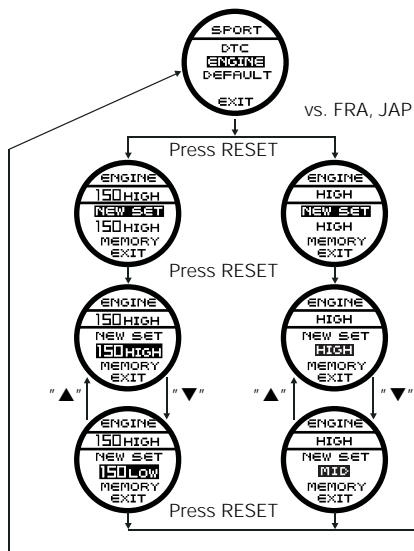 SPORT
DTC
ENGINE
DEFAULT
EXIT
vs. FRA, JAP
Press RESET
ENGINE
150 HIGH
NEW SET
150 HIGH
MEMORY
EXIT
ENGINE
HIGH
NEW SET
HIGH
MEMORY
EXIT
Press RESET
ENGINE
150 HIGH
NEW SET
150 HIGH
MEMORY
EXIT
ENGINE
HIGH
NEW SET
HIGH
MEMORY
EXIT
"▲" "▼" "▲" "▼"
ENGINE
150 HIGH
NEW SET
150 LOW
MEMORY
EXIT
ENGINE
HIGH
NEW SET
MID
MEMORY
EXIT
Press RESET